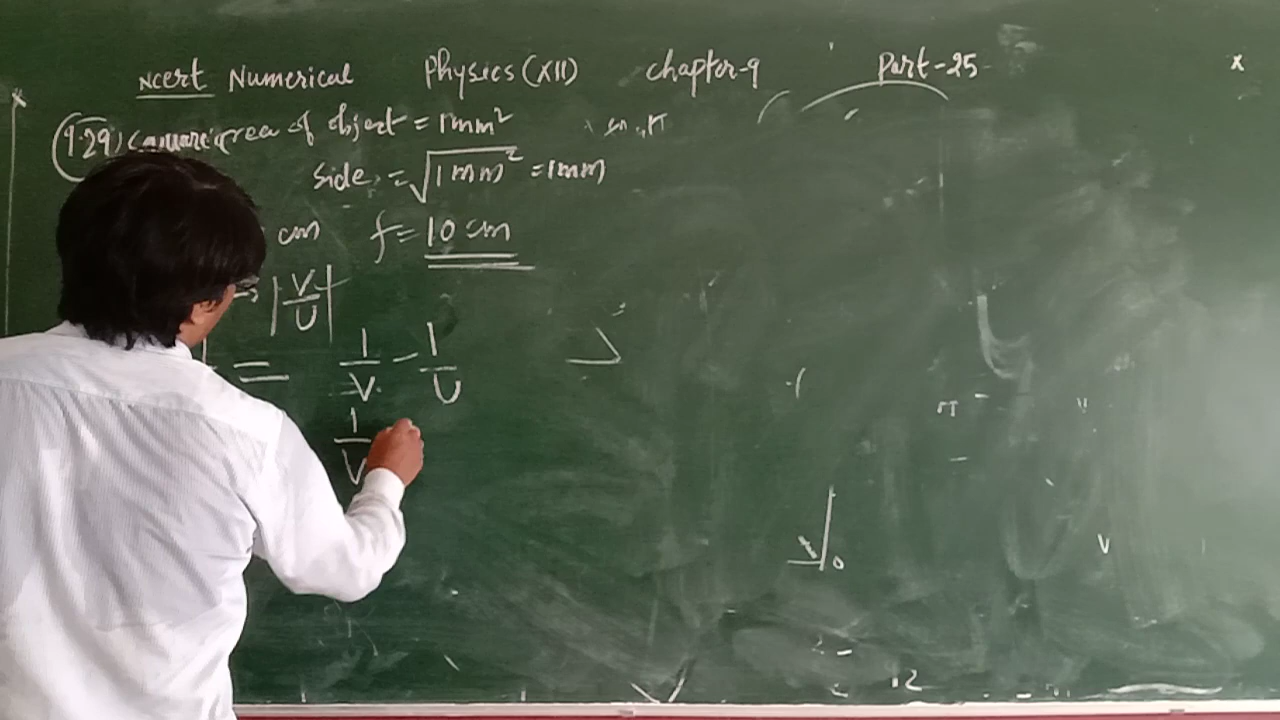 Ncert Numerical Physics (XII) Chapter-9 Part-25
9.29) Square area of object = 1mm²
side = √1mm² = 1mm
cm f = 10 cm
|V/U|
= 1/V - 1/U
1/V